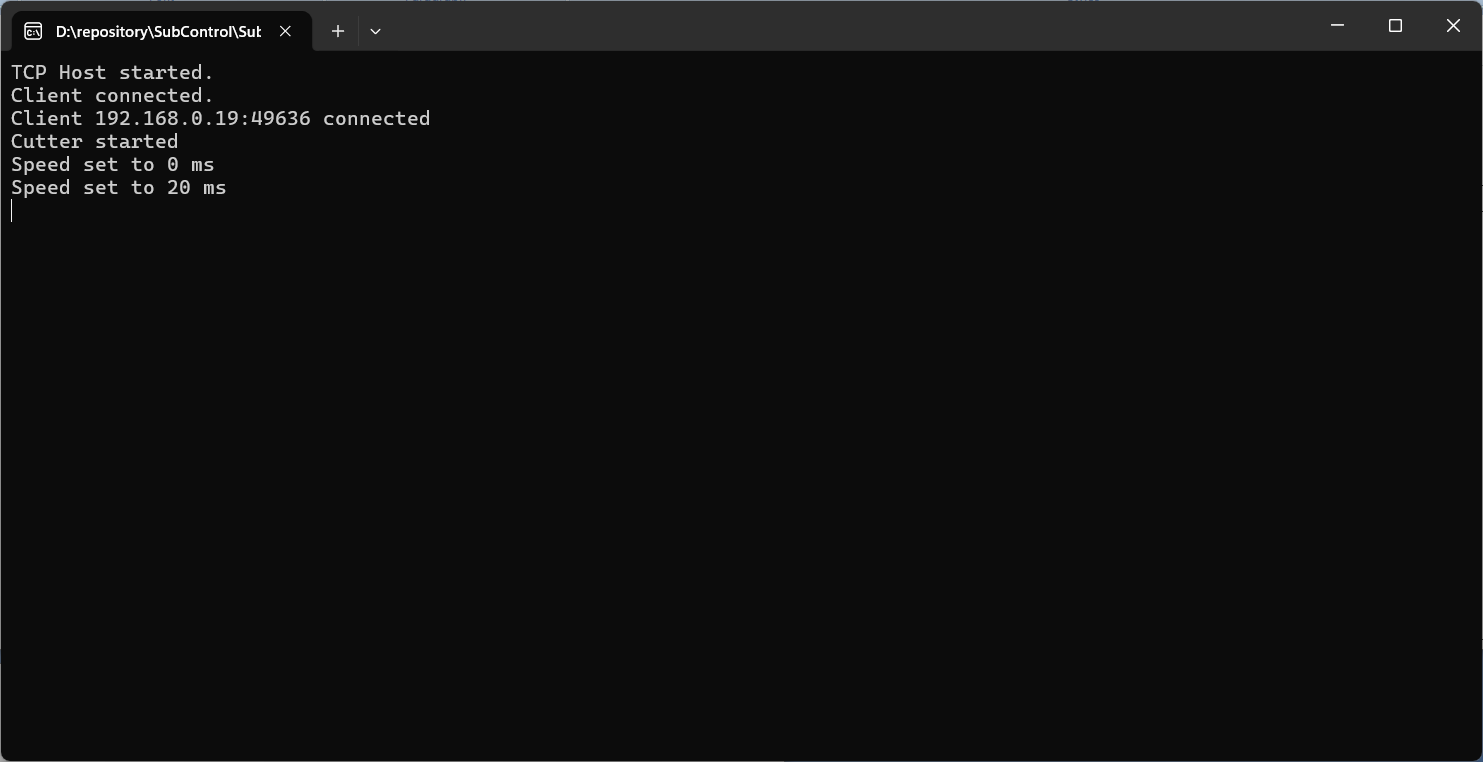 D:\repository\SubControl\Sub
TCP Host started.
Client connected.
Client 192.168.0.19:49636 connected
Cutter started
Speed set to 0 ms
Speed set to 20 ms